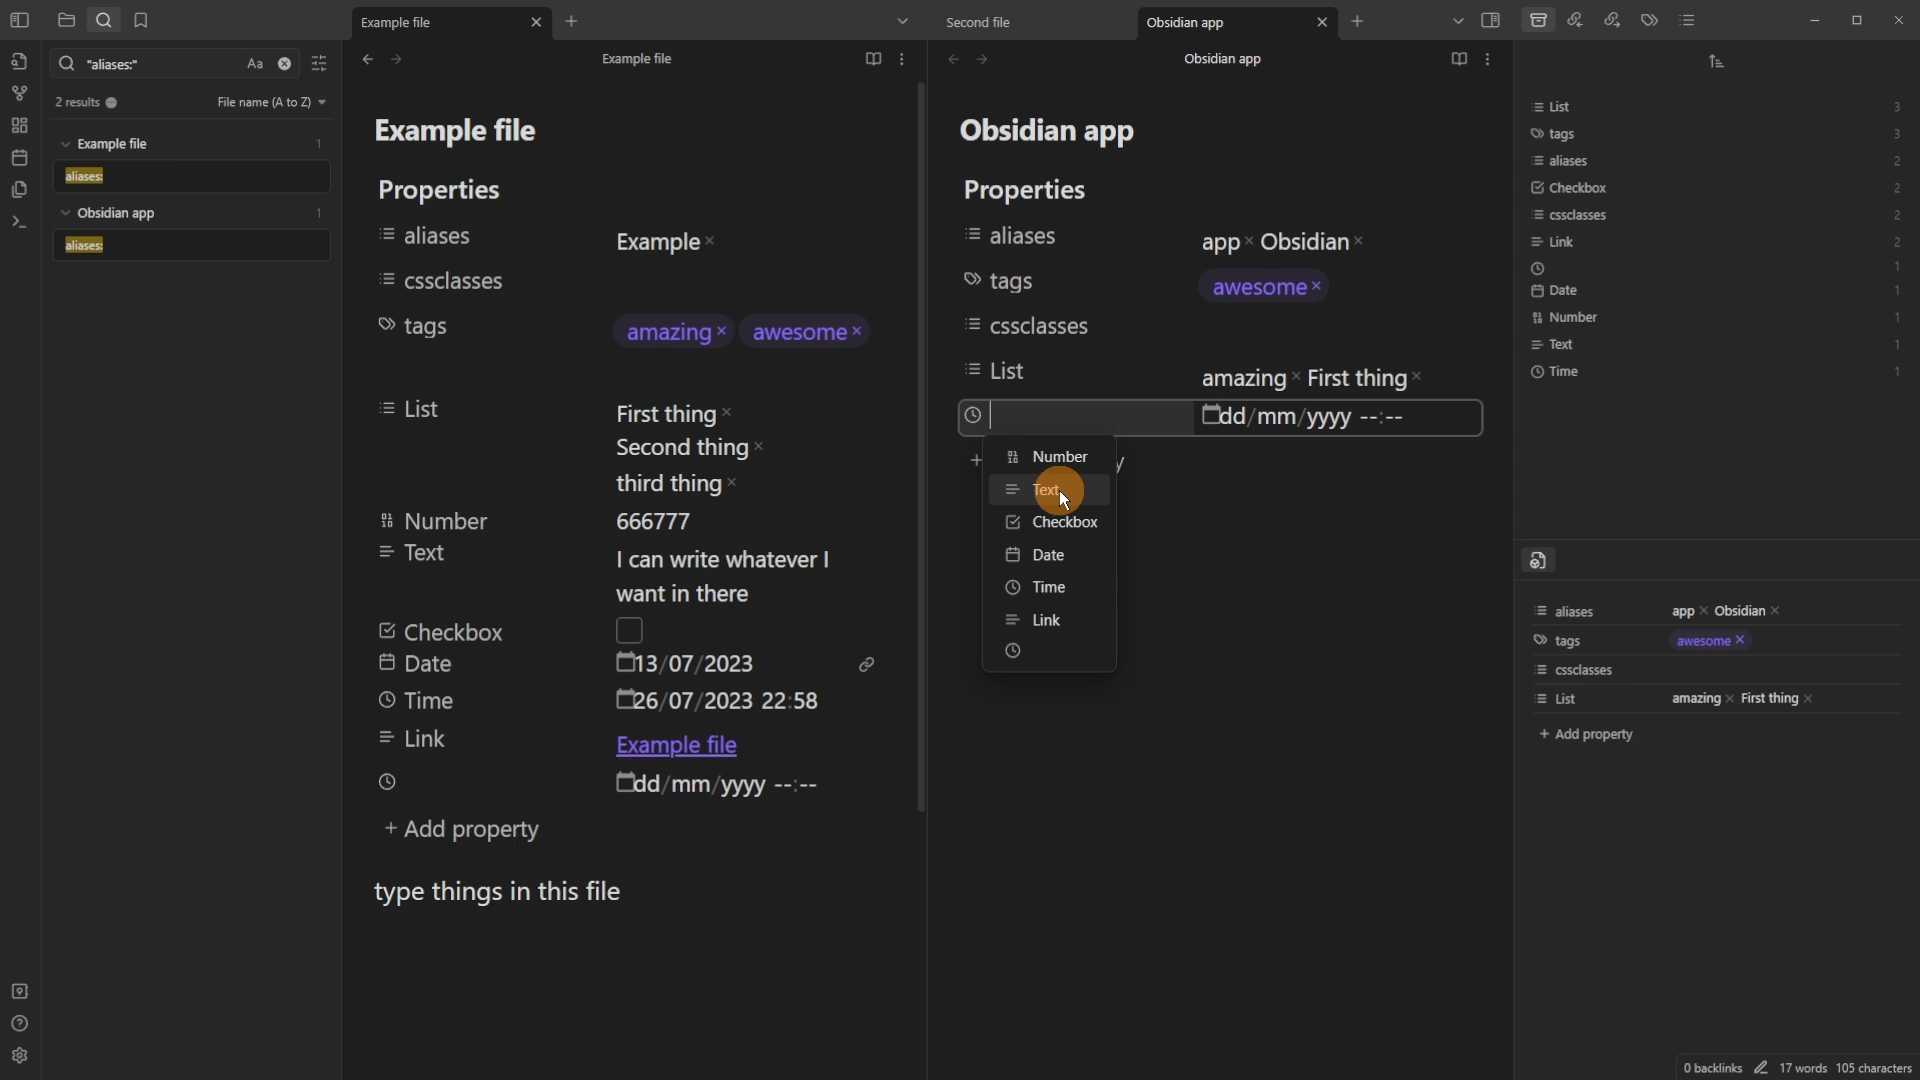 Example file
Second file
Obsidian app
"aliases:" Aa
2 results File name (A to Z)
Example file 1
aliases:
Obsidian app 1
aliases:
Example file
Example file
Properties
aliases Example
cssclasses
tags amazing awesome
List First thing
Second thing
third thing
Number 666777
Text I can write whatever I
want in there
Checkbox
Date 13/07/2023
Time 26/07/2023 22:58
Link Example file
dd/mm/yyyy --:--
+ Add property
type things in this file
Obsidian app
Obsidian app
Properties
aliases app Obsidian
tags awesome
cssclasses
List amazing First thing
dd/mm/yyyy --:--
+ y
Number
Text
Checkbox
Date
Time
Link
List 3
tags 3
aliases 2
Checkbox 2
cssclasses 2
Link 2
1
Date 1
Number 1
Text 1
Time 1
aliases app Obsidian
tags awesome
cssclasses
List amazing First thing
+ Add property
0 backlinks 17 words 105 characters